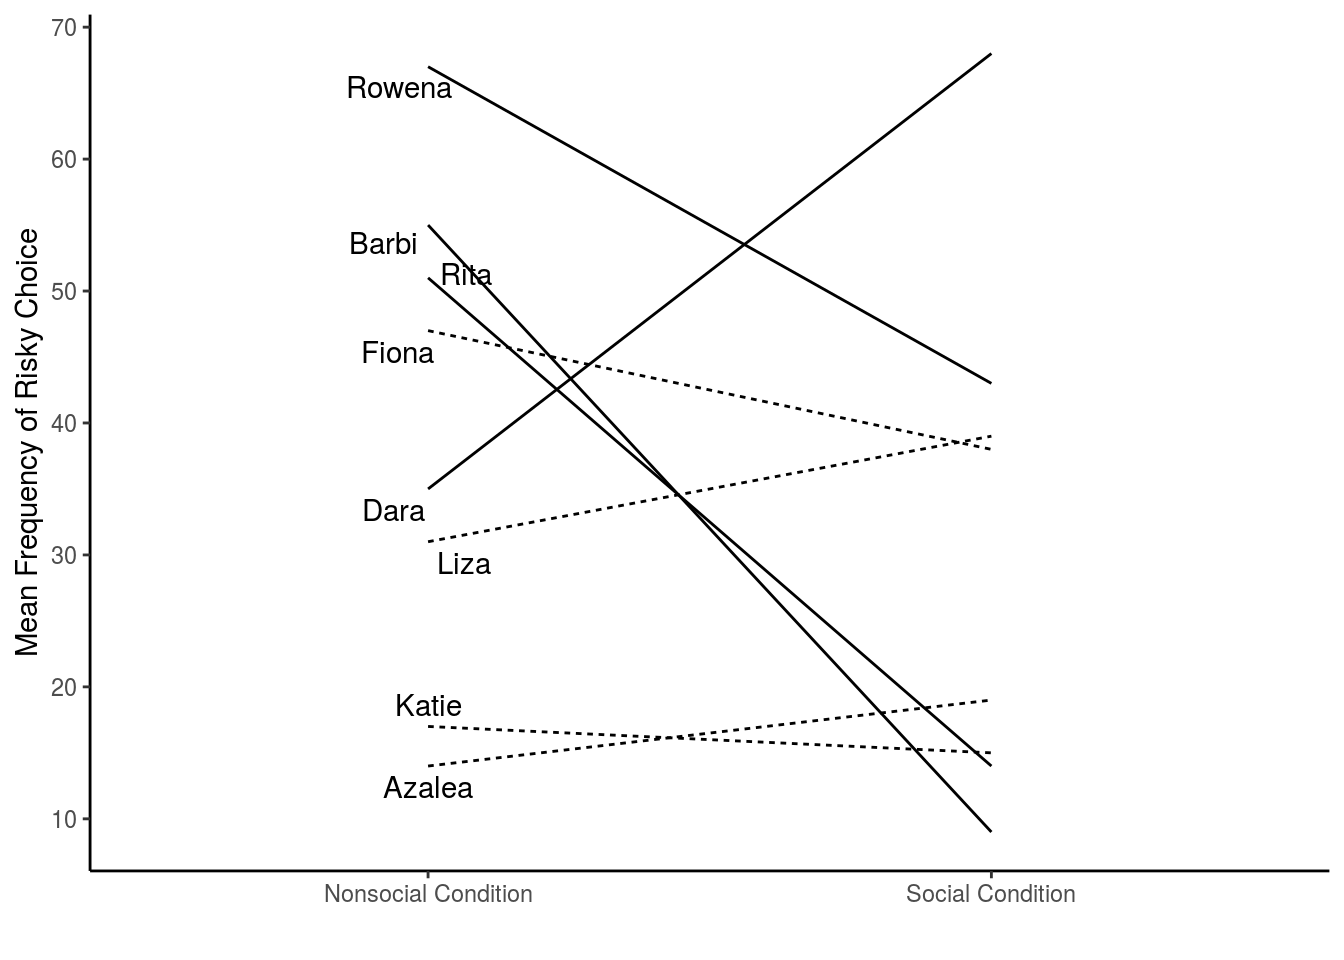 Mean Frequency of Risky Choice
70
60
50
40
30
20
10
Rowena
Barbi
Rita
Fiona
Dara
Liza
Katie
Azalea
Nonsocial Condition
Social Condition